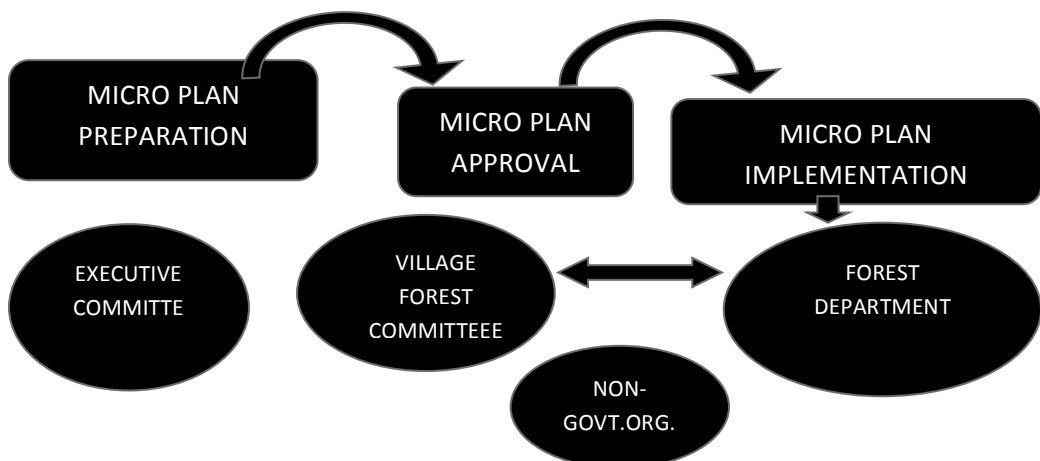 MICRO PLAN
PREPARATION
MICRO PLAN
APPROVAL
MICRO PLAN
IMPLEMENTATION
EXECUTIVE
COMMITTE
VILLAGE
FOREST
COMMITTEEE
FOREST
DEPARTMENT
NON-
GOVT.ORG.